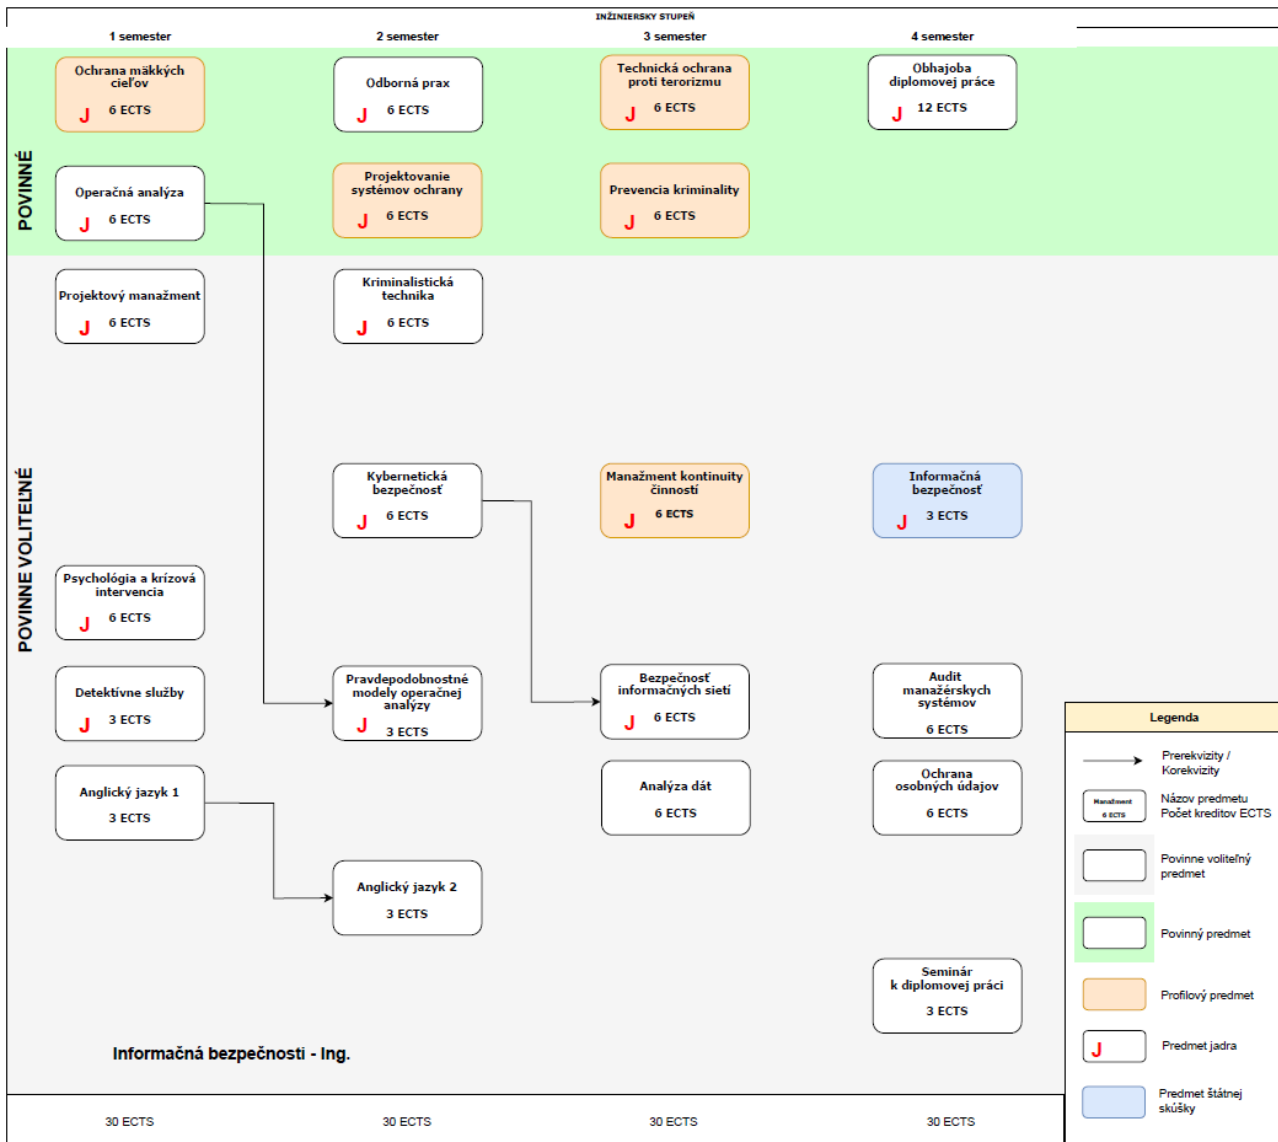 INŽINIERSKY STUPEŇ
1 semester
2 semester
3 semester
4 semester
POVINNÉ
Ochrana mäkkých
cieľov
6 ECTS
J
Odborná prax
6 ECTS
J
Technická ochrana
proti terorizmu
6 ECTS
J
Obhajoba
diplomovej práce
12 ECTS
J
Operačná analýza
6 ECTS
J
Projektovanie
systémov ochrany
6 ECTS
J
Prevencia kriminality
6 ECTS
J
POVINNE VOLITEĽNÉ
Projektový manažment
6 ECTS
J
Kriminalistická
technika
6 ECTS
J
Kybernetická
bezpečnosť
6 ECTS
J
Manažment kontinuity
činností
6 ECTS
J
Informačná
bezpečnosť
3 ECTS
J
Psychológia a krízová
intervencia
6 ECTS
J
Detektívne služby
3 ECTS
J
Pravdepodobnostné
modely operačnej
analýzy
3 ECTS
J
Bezpečnosť
informačných sietí
6 ECTS
J
Audit
manažérskych
systémov
6 ECTS
Anglický jazyk 1
3 ECTS
Analýza dát
6 ECTS
Ochrana
osobných údajov
6 ECTS
Anglický jazyk 2
3 ECTS
Seminár
k diplomovej práci
3 ECTS
Informačná bezpečnosti - Ing.
30 ECTS
30 ECTS
30 ECTS
30 ECTS
Legenda
Prerekvizity /
Korekvizity
Manažment
6 ECTS
Názov predmetu
Počet kreditov ECTS
Povinne voliteľný
predmet
Povinný predmet
Profilový predmet
J
Predmet jadra
Predmet štátnej
skúšky